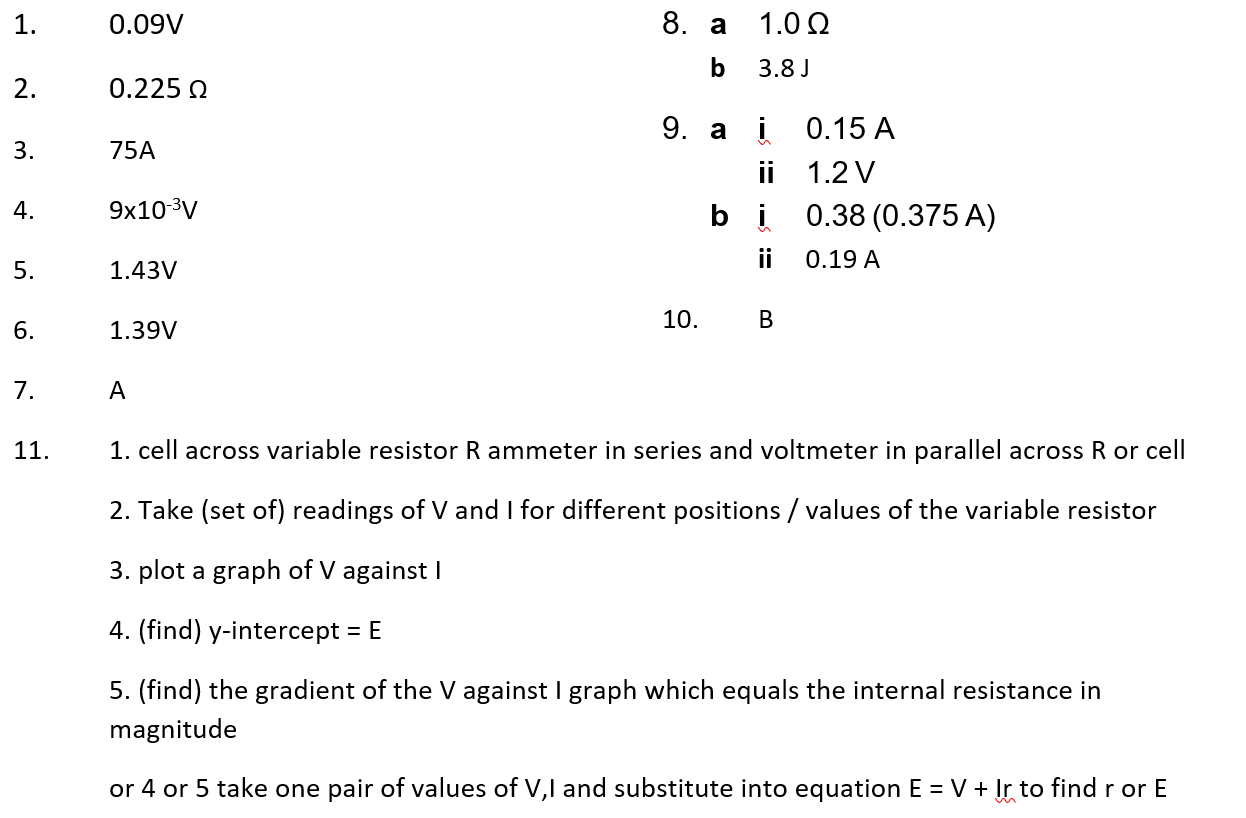 1. 0.09V
2. 0.225 Ω
3. 75A
4. 9x10⁻³V
5. 1.43V
6. 1.39V
7. A
8. a 1.0 Ω
b 3.8 J
9. a i 0.15 A
ii 1.2 V
b i 0.38 (0.375 A)
ii 0.19 A
10. B
11. 1. cell across variable resistor R ammeter in series and voltmeter in parallel across R or cell
2. Take (set of) readings of V and I for different positions / values of the variable resistor
3. plot a graph of V against I
4. (find) y-intercept = E
5. (find) the gradient of the V against I graph which equals the internal resistance in
magnitude
or 4 or 5 take one pair of values of V,I and substitute into equation E = V + Ir to find r or E